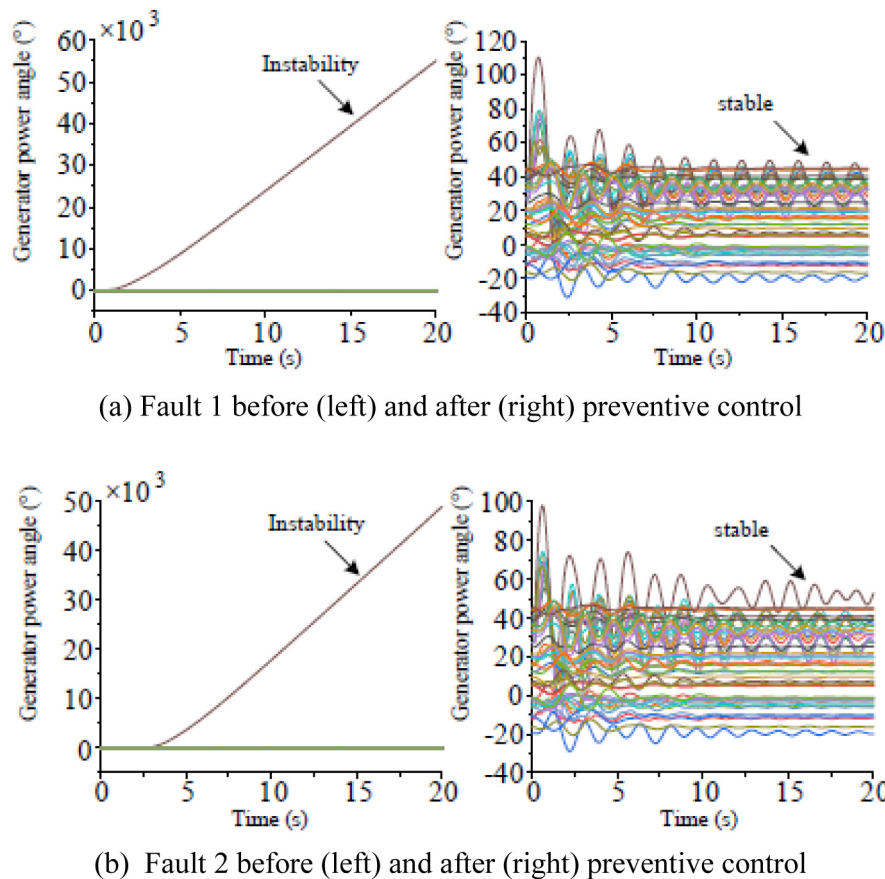 ×10³
60
50
40
30
20
10
0
Generator power angle (°)
Instability
0 5 10 15 20
Time (s)
120
100
80
60
40
20
0
-20
-40
Generator power angle (°)
stable
0 5 10 15 20
Time (s)
(a) Fault 1 before (left) and after (right) preventive control
×10³
50
40
30
20
10
0
Generator power angle (°)
Instability
0 5 10 15 20
Time (s)
100
80
60
40
20
0
-20
-40
Generator power angle (°)
stable
0 5 10 15 20
Time (s)
(b) Fault 2 before (left) and after (right) preventive control